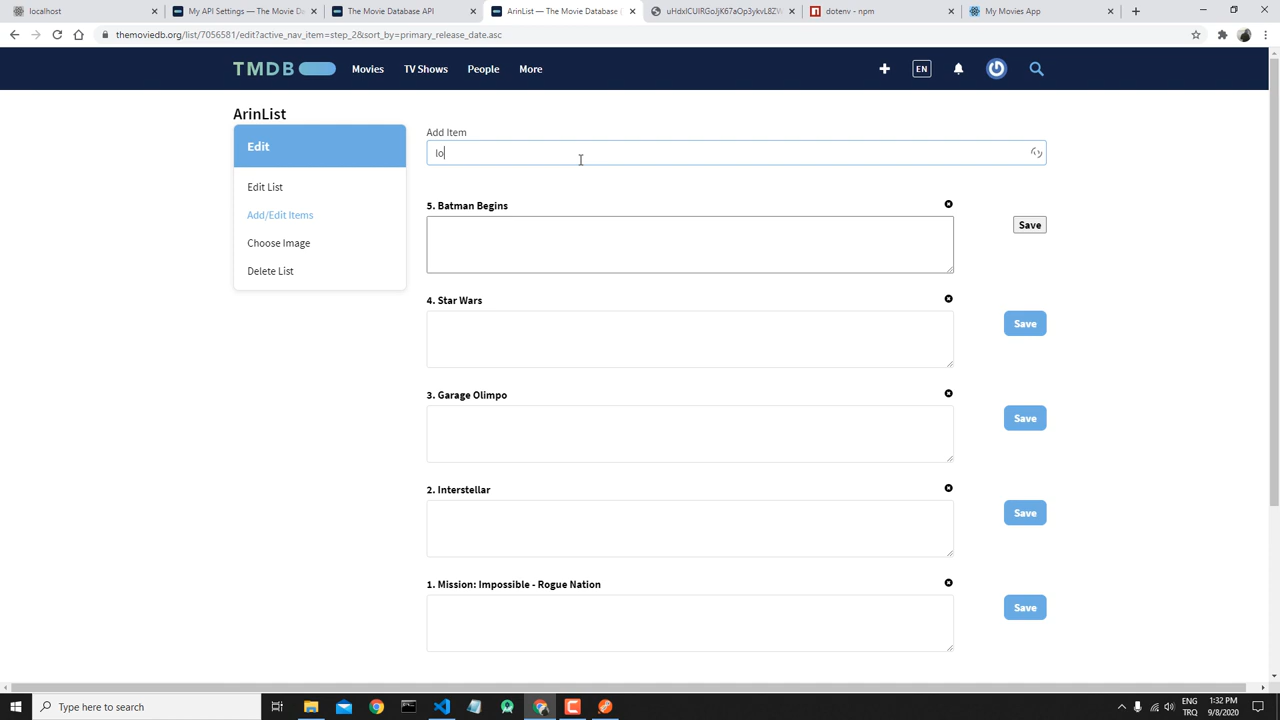 localhost
My API Settings — The Movie D
The Movie Database API
ArinList — The Movie Database
uHdxlCUIRGoJjK67aOp3ykvL8ZW
dotenv - npm
My Movies App
themoviedb.org/list/7056581/edit?active_nav_item=step_2&sort_by=primary_release_date.asc
TMDB
Movies
TV Shows
People
More
EN
ArinList
Edit
Edit List
Add/Edit Items
Choose Image
Delete List
Add Item
lo
5. Batman Begins
Save
4. Star Wars
Save
3. Garage Olimpo
Save
2. Interstellar
Save
1. Mission: Impossible - Rogue Nation
Save
Type here to search
ENG
TRQ
1:32 PM
9/8/2020